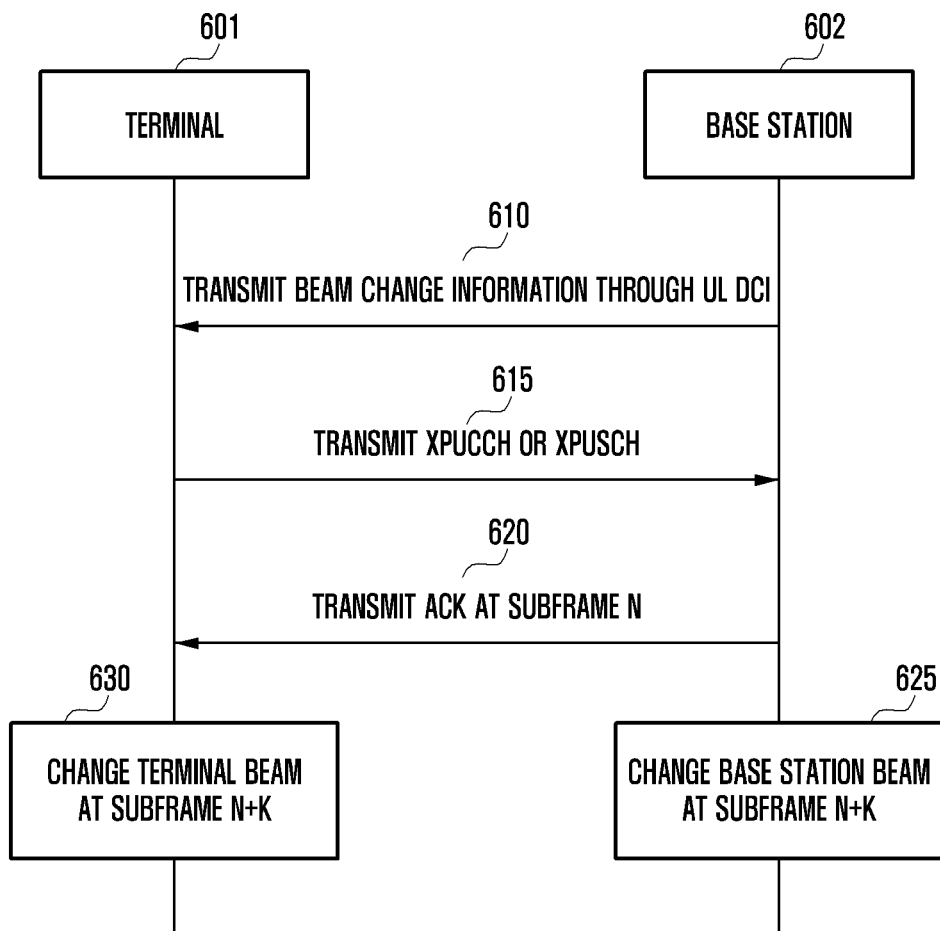 601
602
TERMINAL
BASE STATION
610
TRANSMIT BEAM CHANGE INFORMATION THROUGH UL DCI
615
TRANSMIT XPUCCH OR XPUSCH
620
TRANSMIT ACK AT SUBFRAME N
630
625
CHANGE TERMINAL BEAM
AT SUBFRAME N+K
CHANGE BASE STATION BEAM
AT SUBFRAME N+K